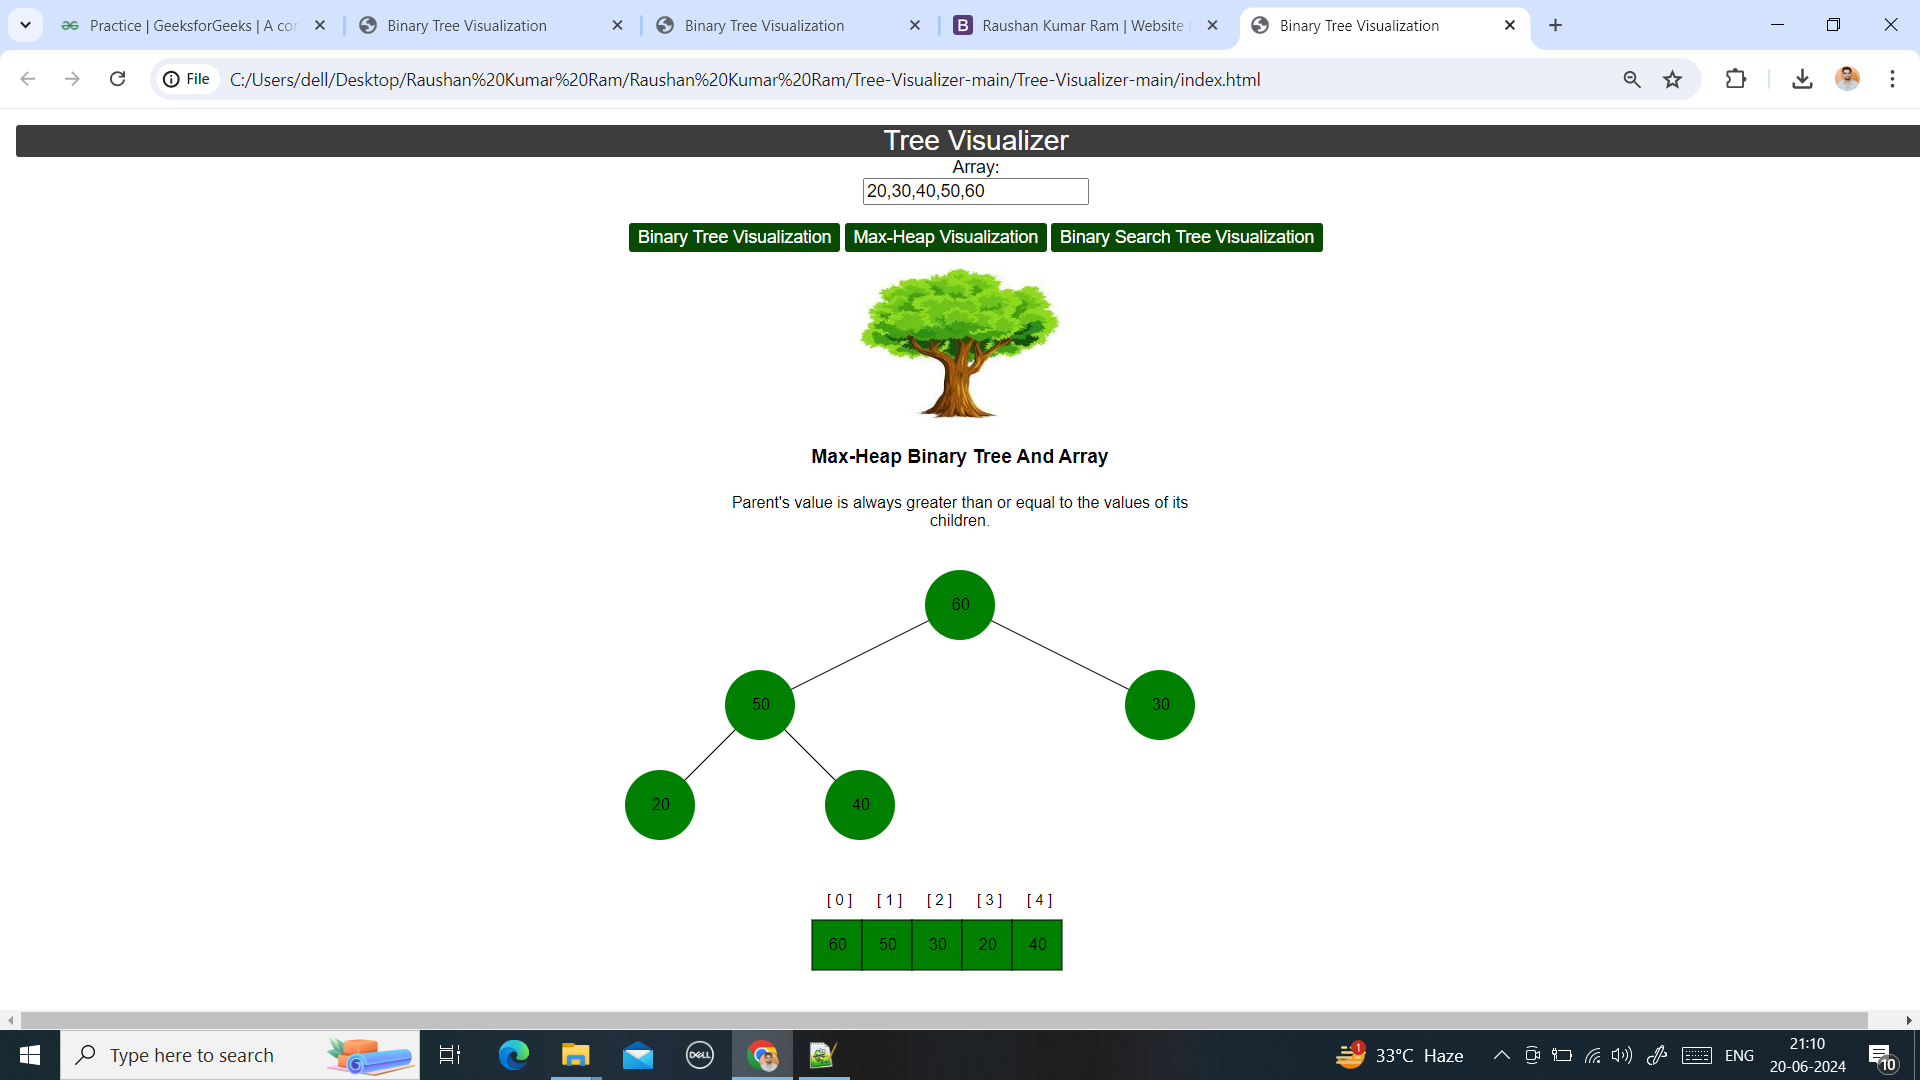 Practice | GeeksforGeeks | A co
Binary Tree Visualization
Binary Tree Visualization
B Raushan Kumar Ram | Website |
Binary Tree Visualization
File
C:/Users/dell/Desktop/Raushan%20Kumar%20Ram/Raushan%20Kumar%20Ram/Tree-Visualizer-main/Tree-Visualizer-main/index.html
Tree Visualizer
Array:
20,30,40,50,60
Binary Tree Visualization Max-Heap Visualization Binary Search Tree Visualization
Max-Heap Binary Tree And Array
Parent's value is always greater than or equal to the values of its
children.
60
50 30
20 40
[ 0 ] [ 1 ] [ 2 ] [ 3 ] [ 4 ]
60 50 30 20 40
Type here to search
DELL
1
33°C Haze
ENG
21:10
20-06-2024
10